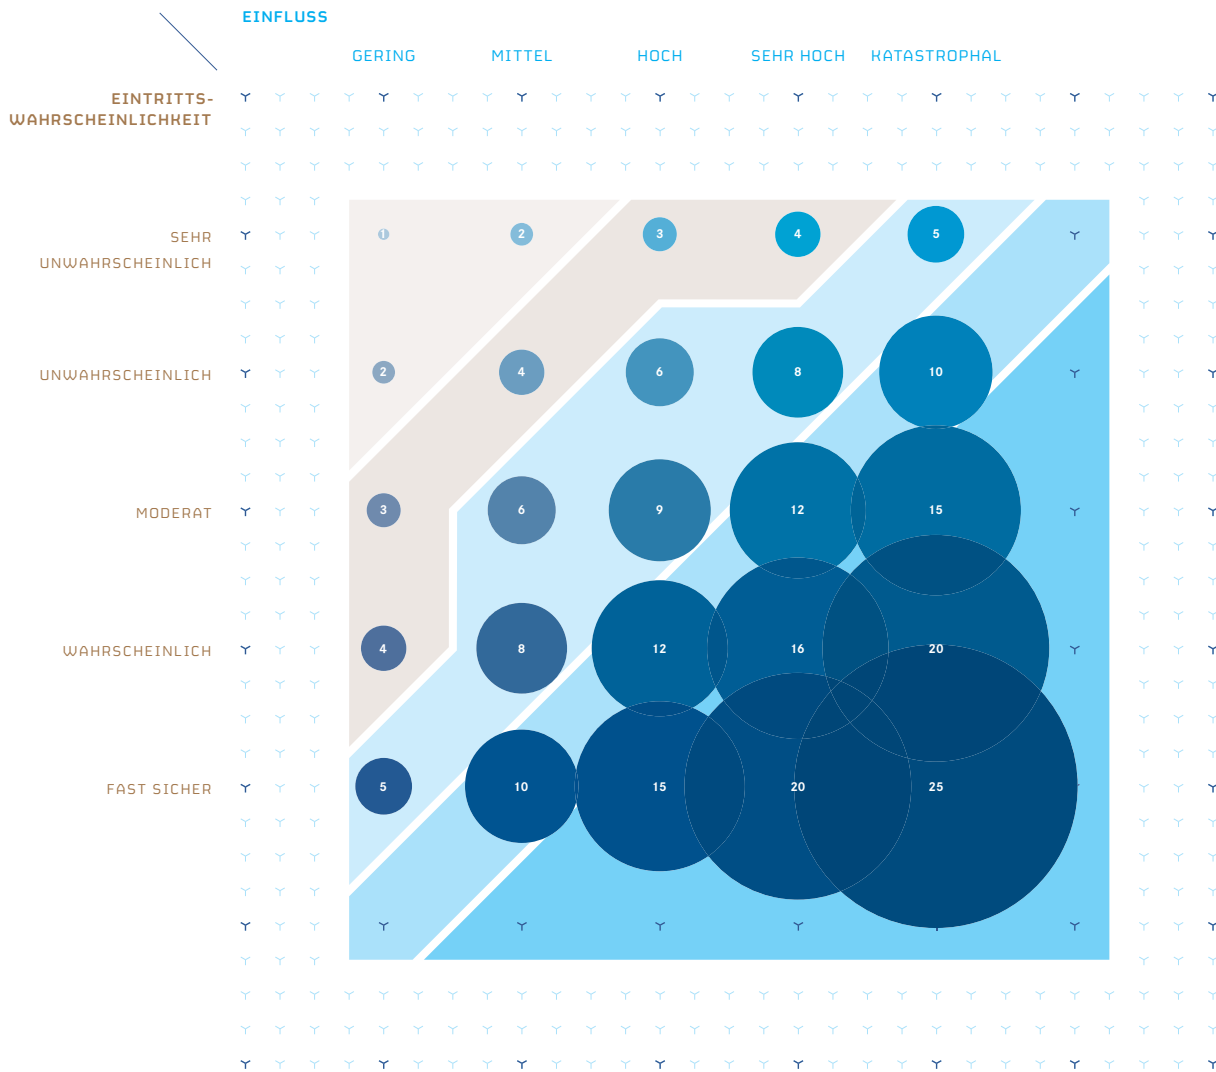 EINFLUSS
GERING MITTEL HOCH SEHR HOCH KATASTROPHAL
EINTRITTS-
WAHRSCHEINLICHKEIT
SEHR
UNWAHRSCHEINLICH
1 2 3 4 5
UNWAHRSCHEINLICH 2 4 6 8 10
MODERAT 3 6 9 12 15
WAHRSCHEINLICH 4 8 12 16 20
FAST SICHER 5 10 15 20 25